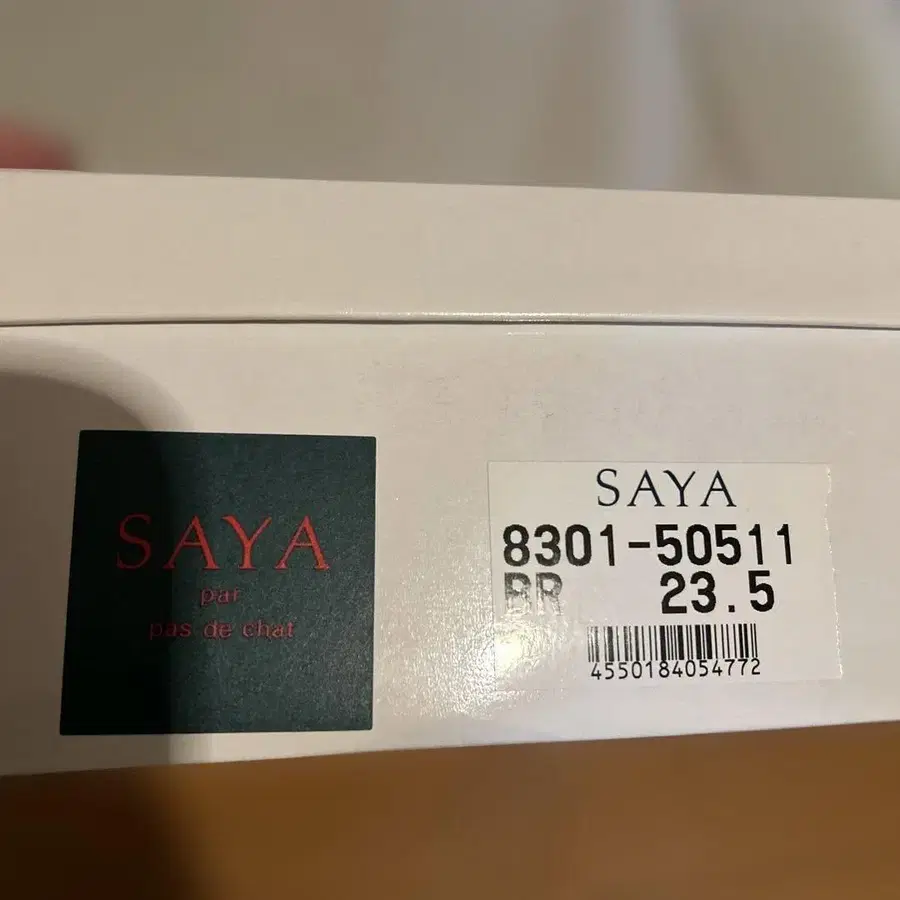 SAYA
par
pas de chat
SAYA
8301-50511
BR 23.5
4550184054772